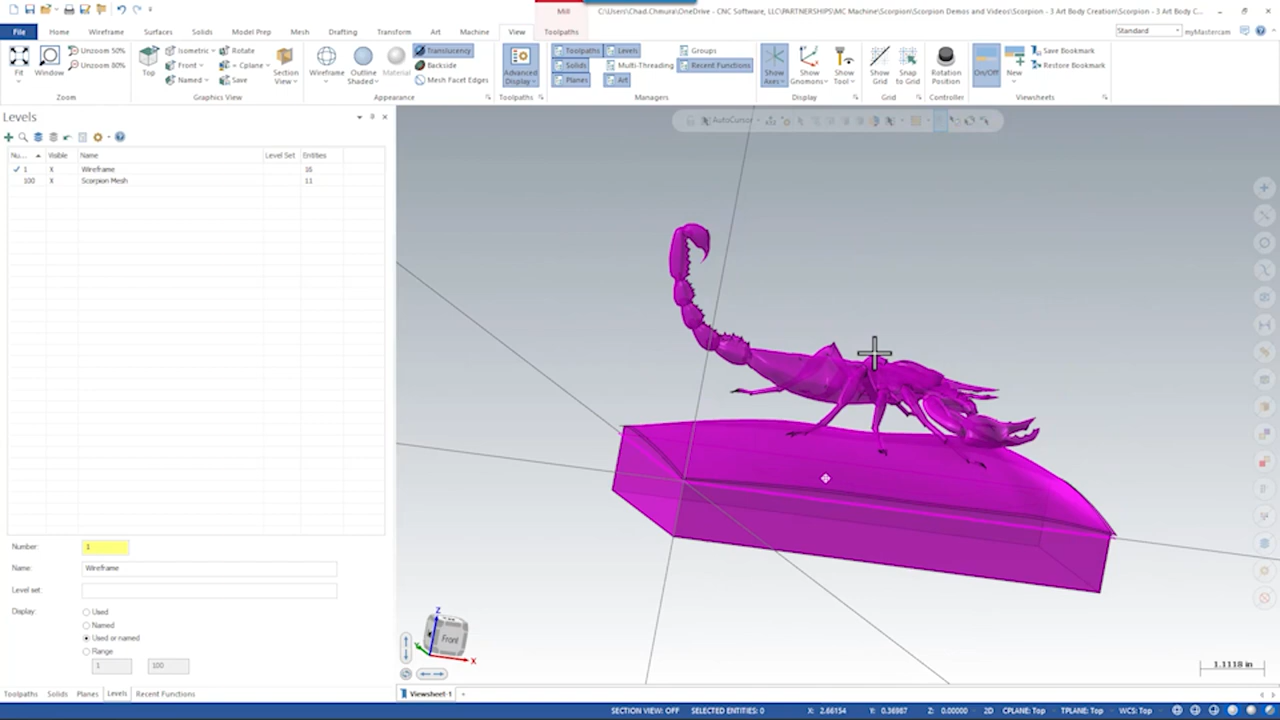 Mill
C:\Users\Chad.Chmura\OneDrive - CNC Software, LLC\PARTNERSHIPS\MC Machine\Scorpion\Scorpion Demos and Videos\Scorpion - 3 Art Body Creation\Scorpion - 3 Art Body C...
File Home Wireframe Surfaces Solids Model Prep Mesh Drafting Transform Art Machine View Toolpaths
Standard myMastercam
Fit Window Unzoom 50% Unzoom 80%
Zoom
Top Isometric Front Named Rotate Plane Save Section View
Graphics View
Wireframe Outline Shaded Material Translucency Backside Mesh Facet Edges
Appearance
Advanced Display
Toolpaths
Toolpaths Solids Planes Levels Multi-Threading Art Groups Recent Functions
Managers
Show Axes Show Gnomons Show Tool
Display
Show Grid Snap to Grid
Grid
Rotation Position
Controller
On/Off New Save Bookmark Restore Bookmark
Viewsheets
Levels
AutoCursor
Nu... Visible Name Level Set Entities
1 X Wireframe 16
100 X Scorpion Mesh 11
Number: 1
Name: Wireframe
Level set:
Display: Used
Named
Used or named
Range
1 100
Z
Front
X
1.1118 in
Toolpaths Solids Planes Levels Recent Functions
Viewsheet-1
SECTION VIEW: OFF SELECTED ENTITIES: 0 X: 2.66154 Y: 0.36987 Z: 0.00000 2D CPLANE: Top TPLANE: Top WCS: Top